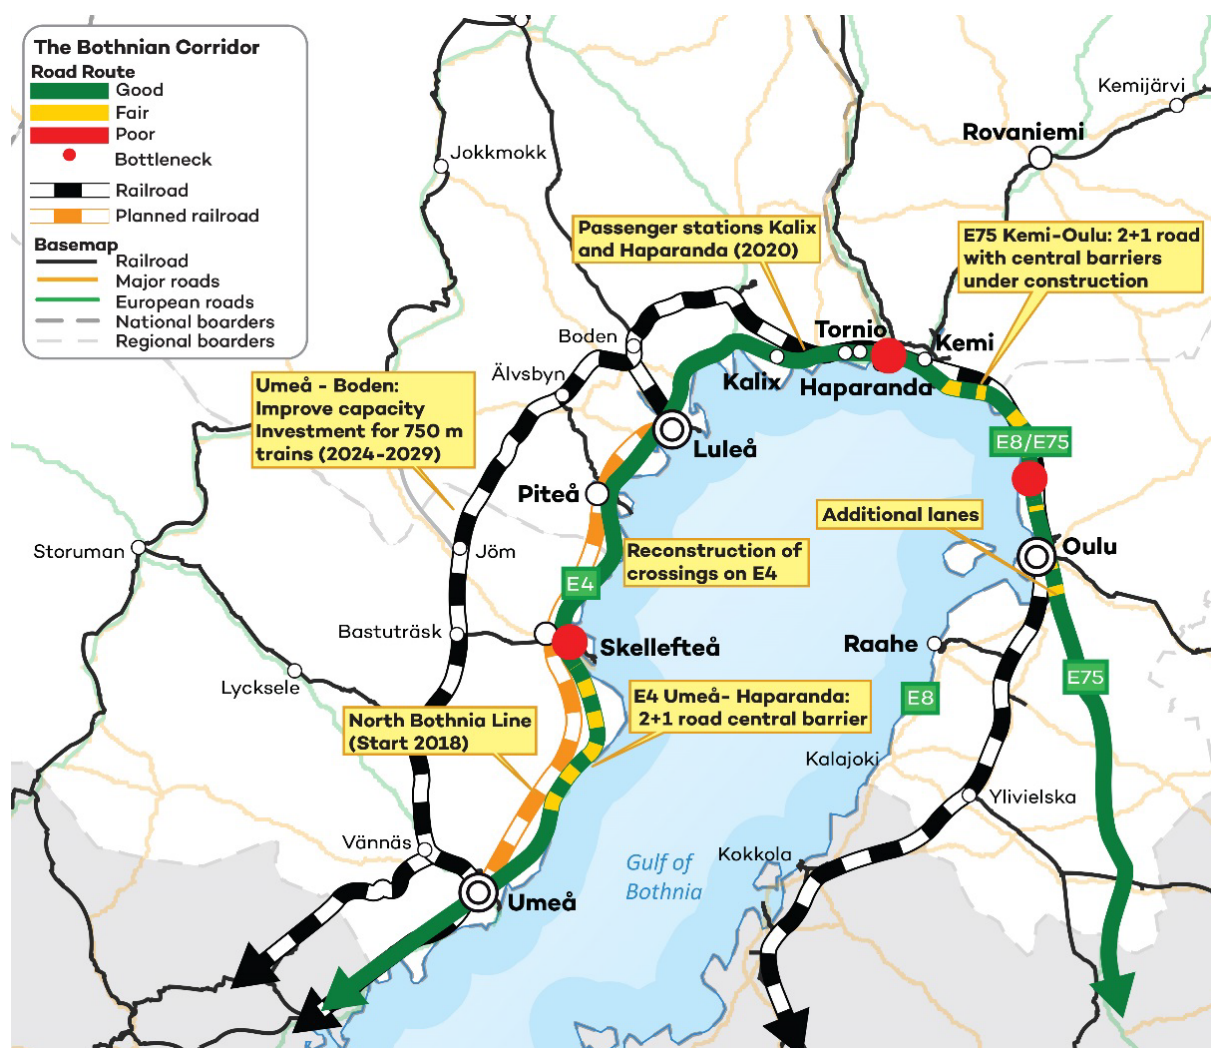 The Bothnian Corridor
Road Route
Good
Fair
Poor
Bottleneck
Railroad
Planned railroad
Basemap
Railroad
Major roads
European roads
National boarders
Regional boarders
Kemijärvi
Rovaniemi
Jokkmokk
Passenger stations Kalix
and Haparanda (2020)
E75 Kemi-Oulu: 2+1 road
with central barriers
under construction
Boden
Tornio
Kemi
Älvsbyn
Kalix
Haparanda
Umeå - Boden:
Improve capacity
Investment for 750 m
trains (2024-2029)
Luleå
E8/E75
Piteå
Additional lanes
Storuman
Jöm
Reconstruction of
crossings on E4
Oulu
E4
Bastuträsk
Skellefteå
Raahe
E75
Lycksele
E8
E4 Umeå- Haparanda:
2+1 road central barrier
North Bothnia Line
(Start 2018)
Kalajoki
Ylivielska
Vännäs
Kokkola
Gulf of
Bothnia
Umeå